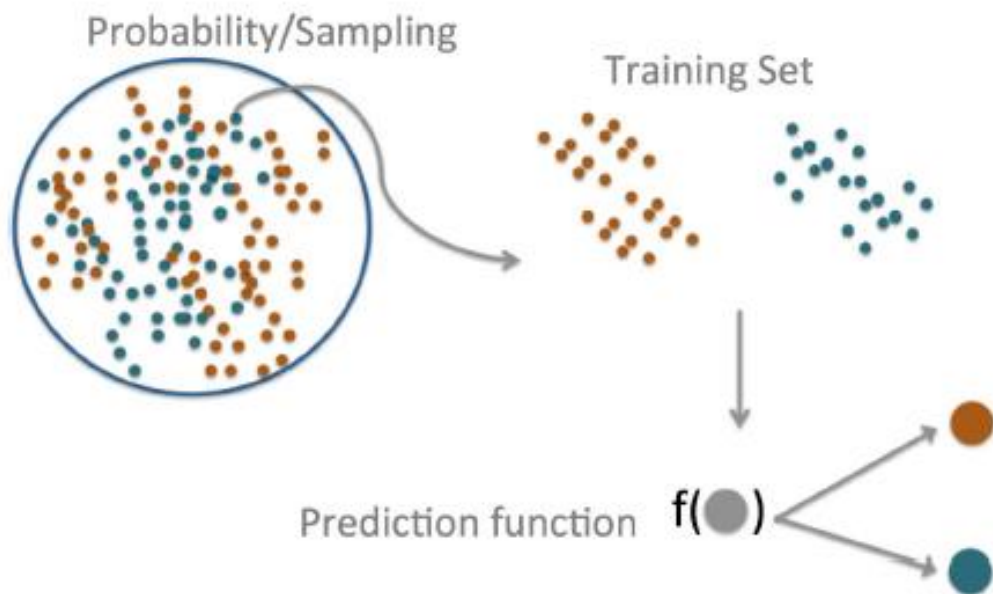 Probability/Sampling
Training Set
Prediction function
f( )